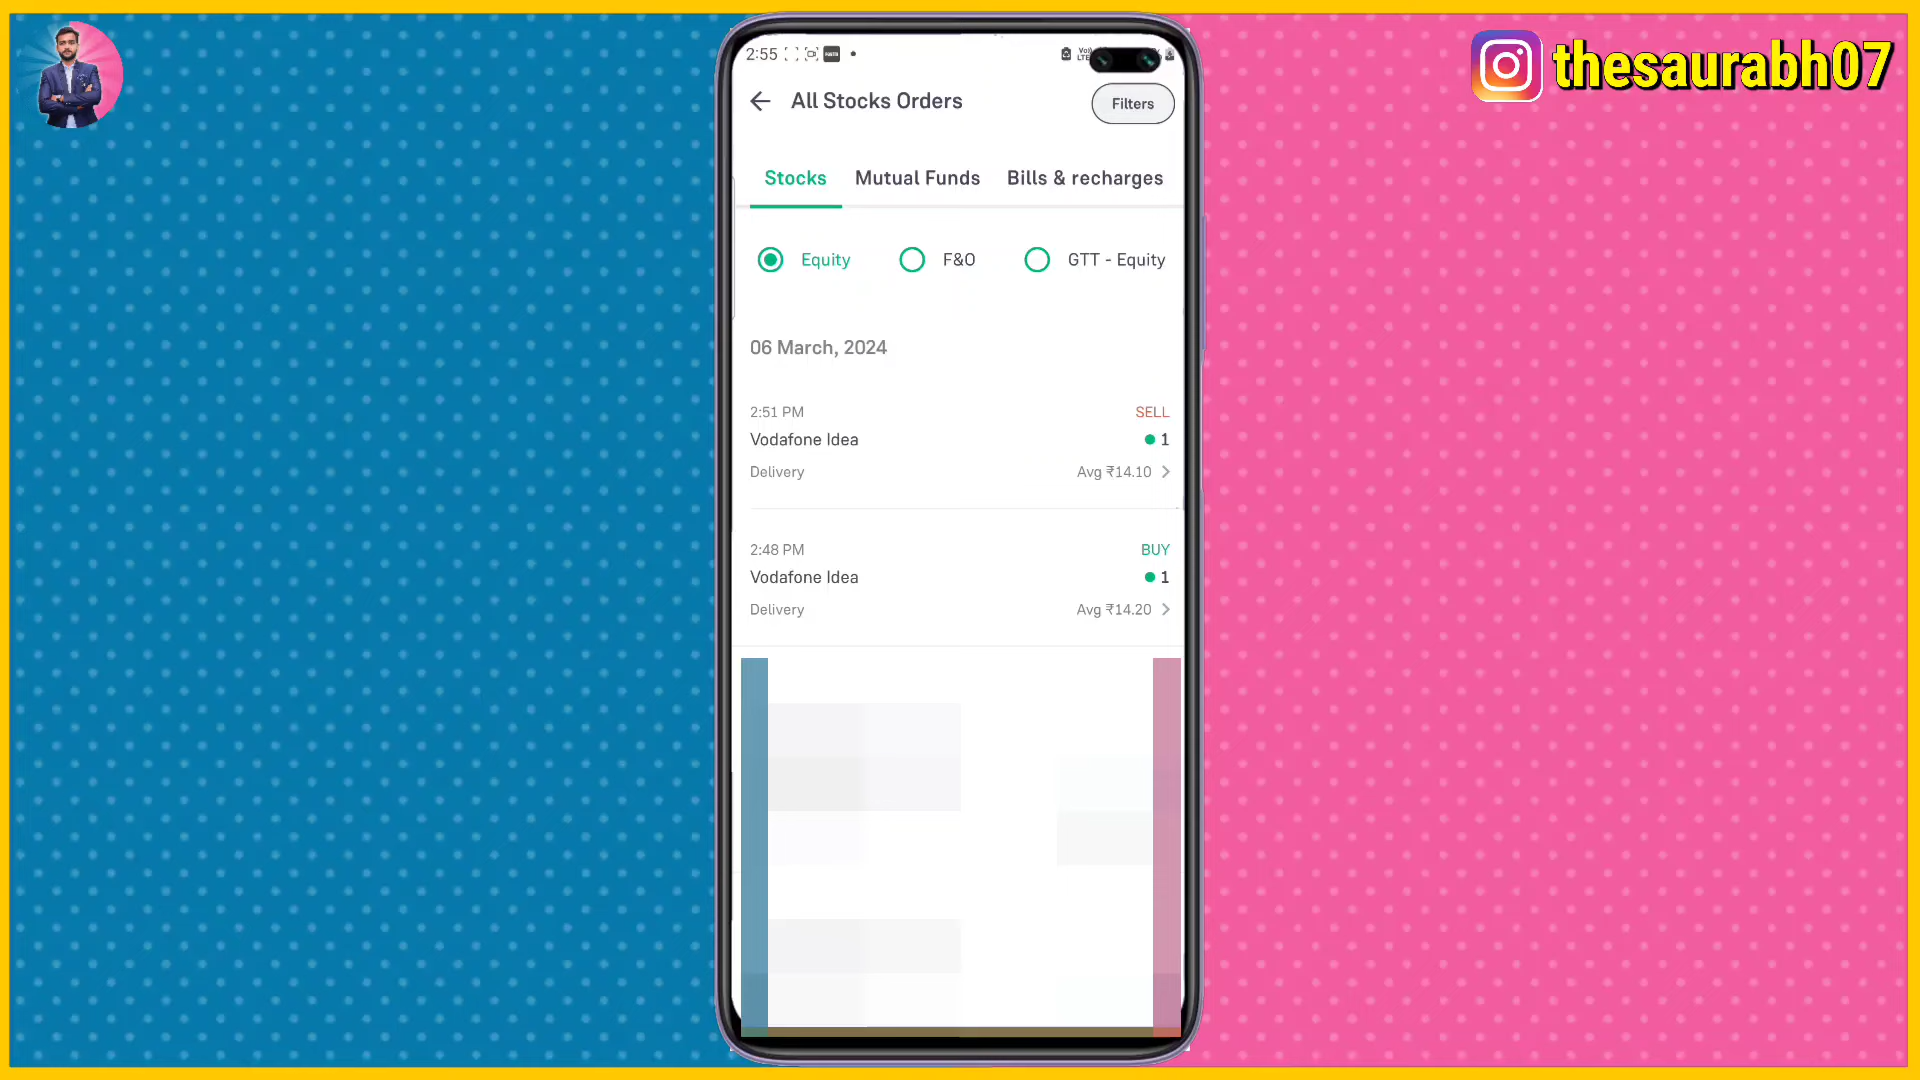 thesaurabh07
2:55
All Stocks Orders
Filters
Stocks
Mutual Funds
Bills & recharges
Equity
F&O
GTT - Equity
06 March, 2024
2:51 PM
SELL
Vodafone Idea
1
Delivery
Avg ₹14.10
2:48 PM
BUY
Vodafone Idea
1
Delivery
Avg ₹14.20